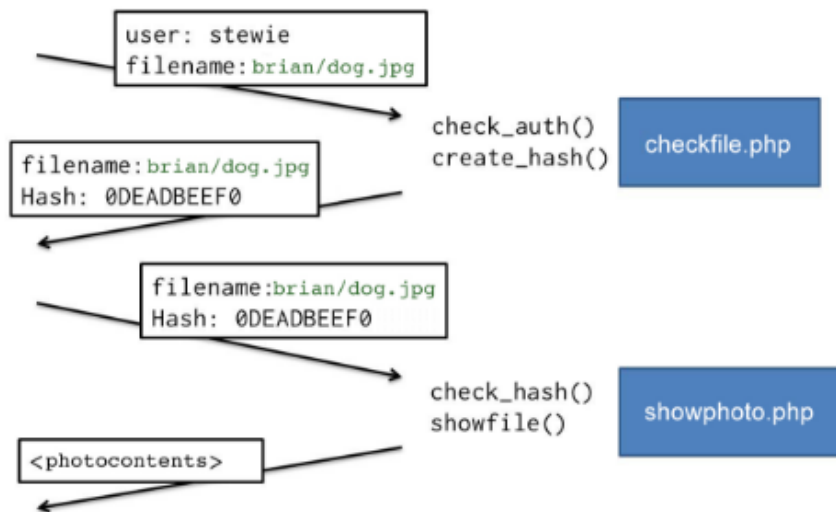 user: stewie
filename:brian/dog.jpg
check_auth()
create_hash()
checkfile.php
filename:brian/dog.jpg
Hash: 0DEADBEEF0
filename:brian/dog.jpg
Hash: 0DEADBEEF0
check_hash()
showfile()
showphoto.php
<photocontents>